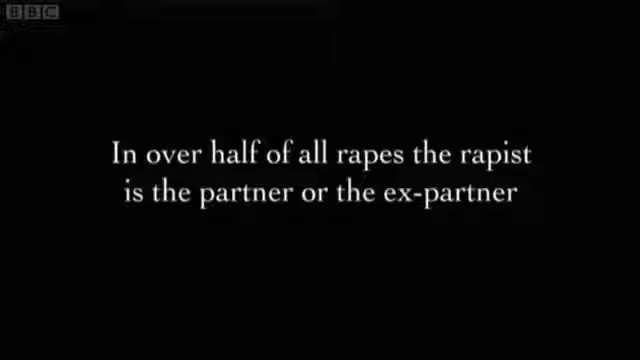 BBC
In over half of all rapes the rapist
is the partner or the ex-partner